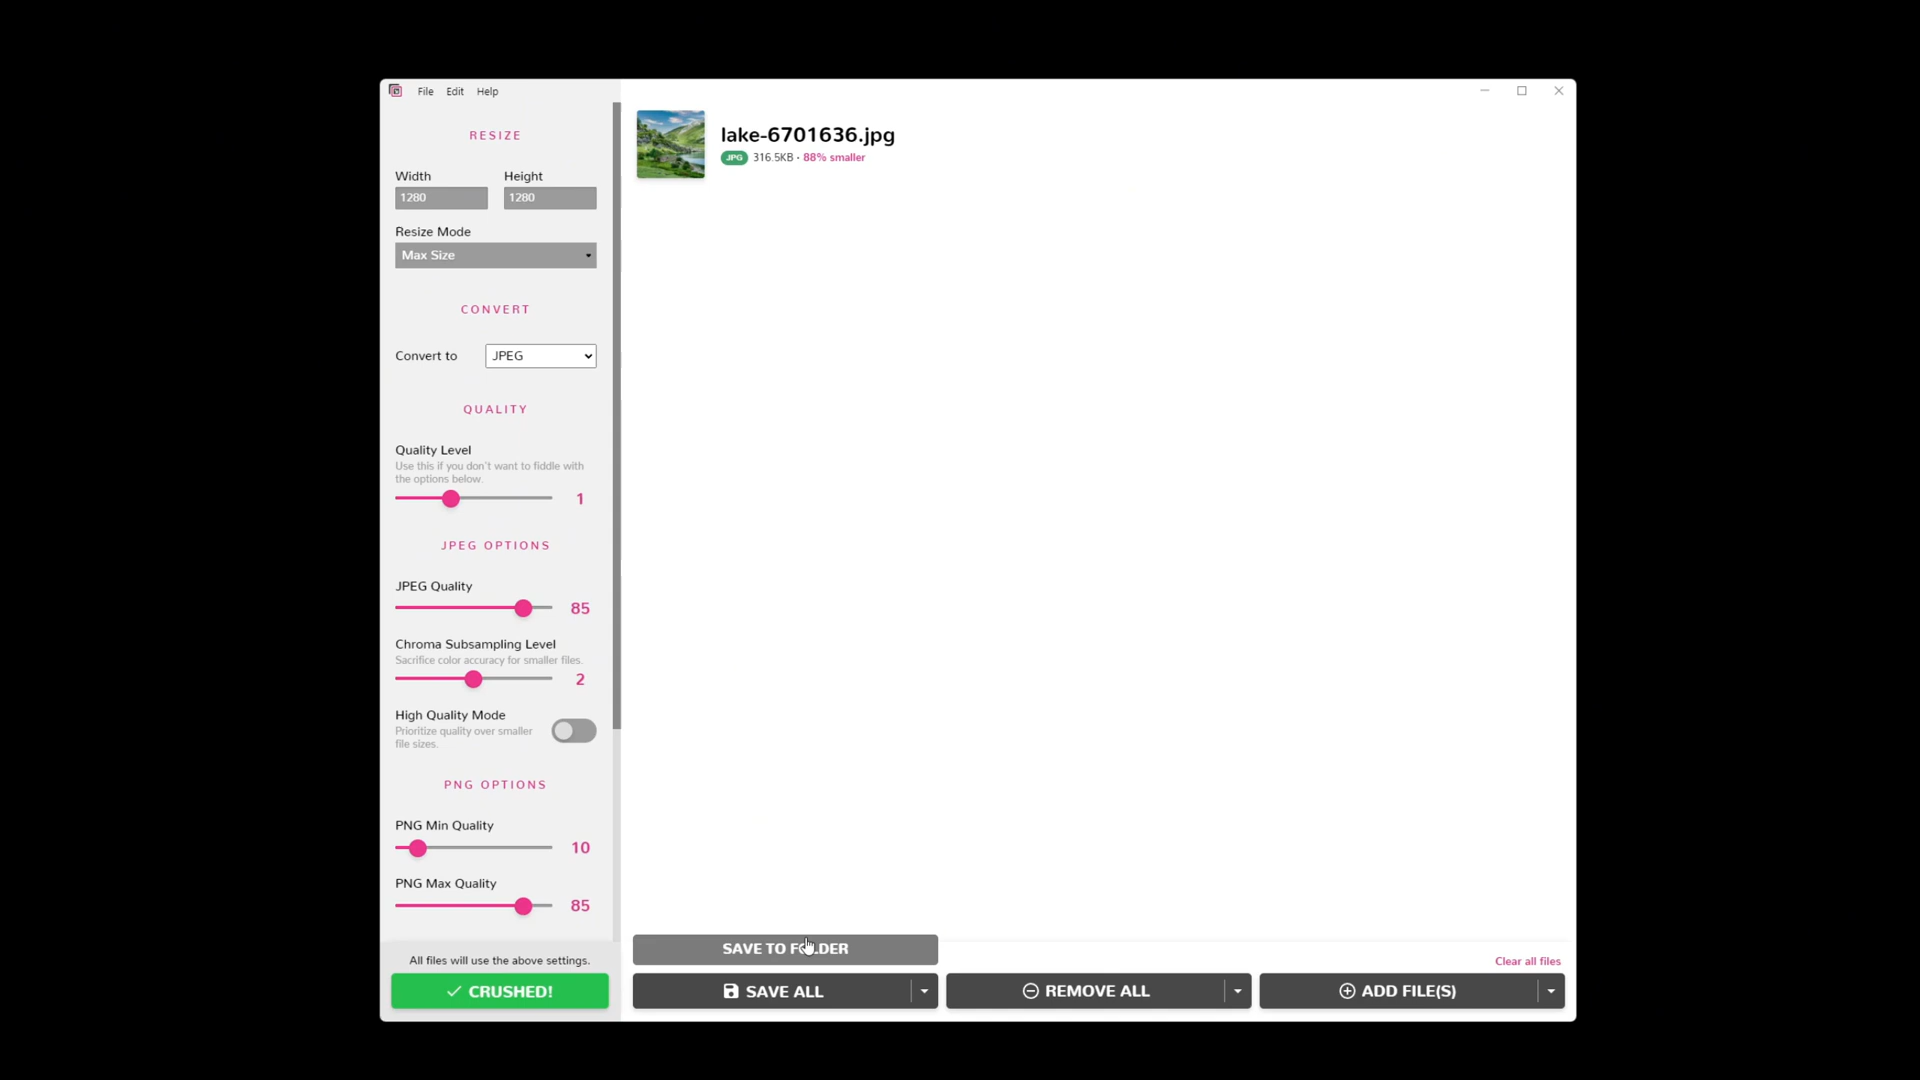 File Edit Help
RESIZE
Width Height
1280 1280
Resize Mode
Max Size
CONVERT
Convert to JPEG
QUALITY
Quality Level
Use this if you don't want to fiddle with
the options below.
1
JPEG OPTIONS
JPEG Quality
85
Chroma Subsampling Level
Sacrifice color accuracy for smaller files.
2
High Quality Mode
Prioritize quality over smaller
file sizes.
PNG OPTIONS
PNG Min Quality
10
PNG Max Quality
85
All files will use the above settings.
CRUSHED!
lake-6701636.jpg
JPG 316.5KB · 88% smaller
SAVE TO FOLDER
Clear all files
SAVE ALL REMOVE ALL ADD FILE(S)